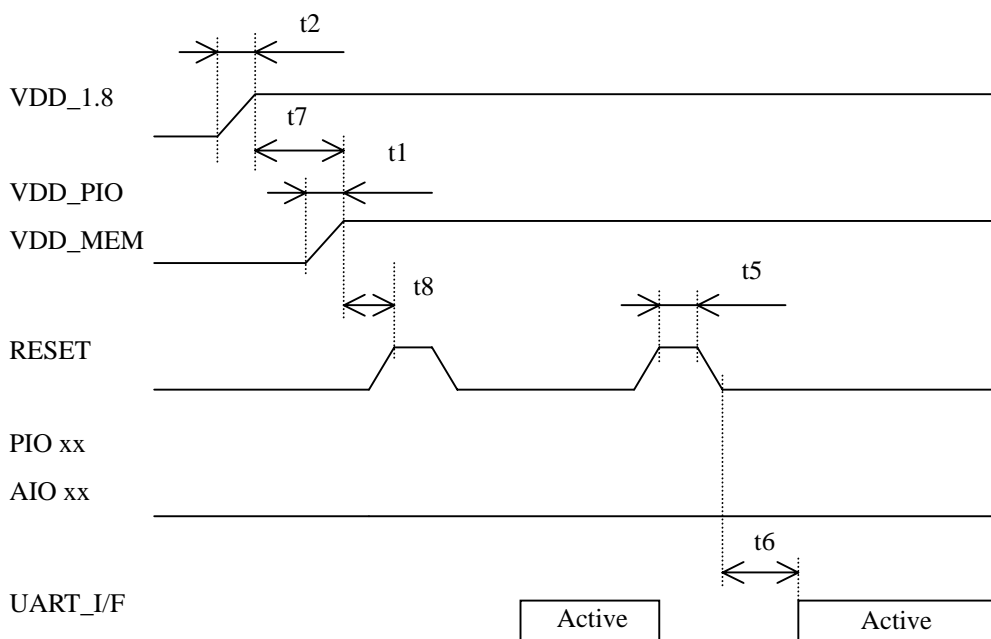 t2
VDD_1.8
t7
t1
VDD_PIO
VDD_MEM
t8
t5
RESET
PIO xx
AIO xx
t6
UART_I/F
Active
Active